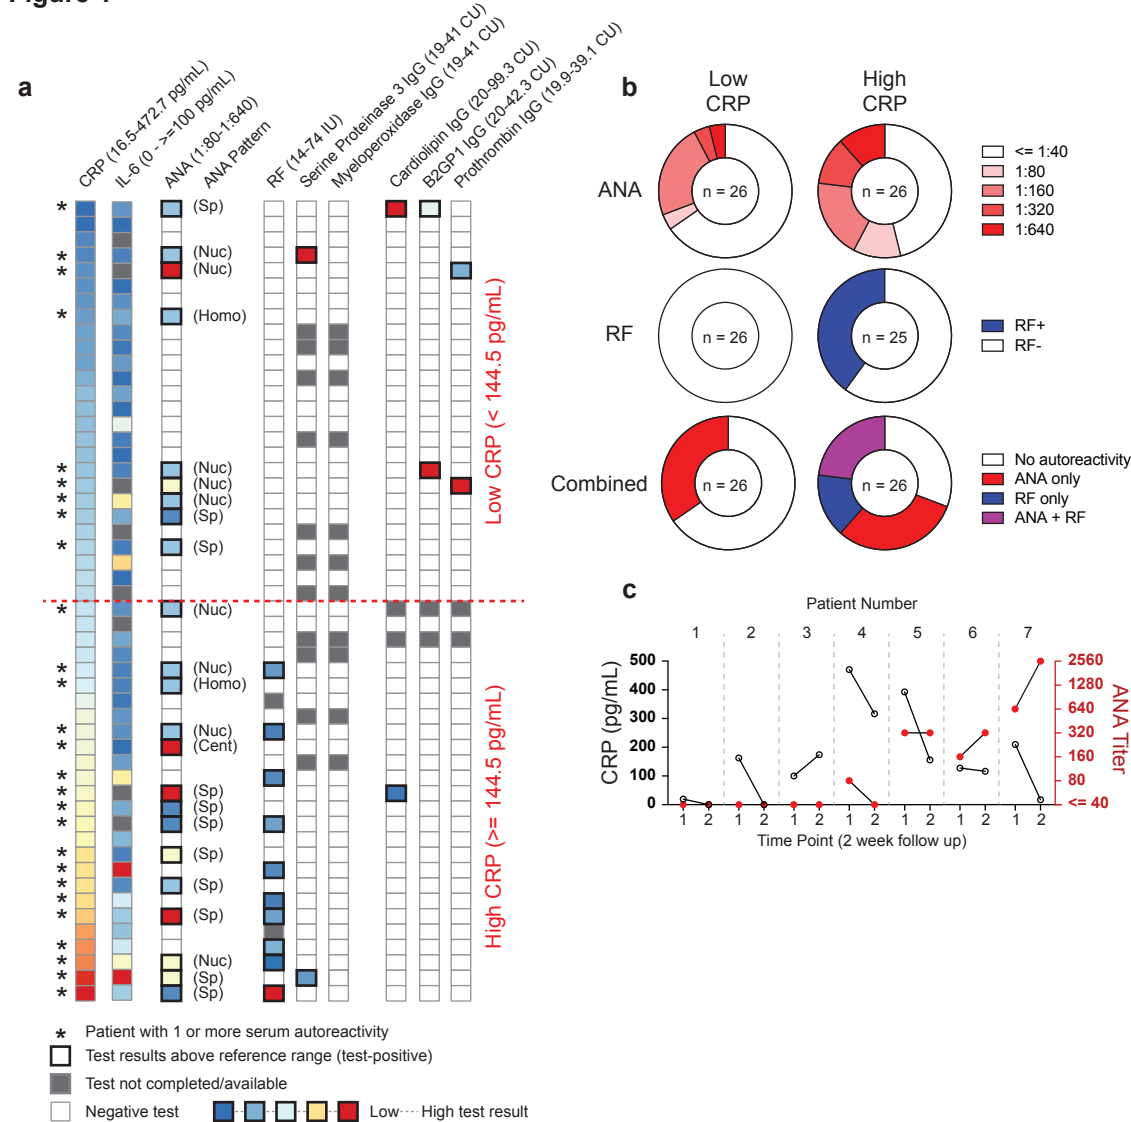 a
CRP (16.5-472.7 pg/mL)
IL-6 (0 - >=100 pg/mL)
ANA (1:80-1:640)
ANA Pattern
RF (14-74 IU)
Serine Proteinase 3 IgG (19-41 CU)
Myeloperoxidase IgG (19-41 CU)
Cardiolipin IgG (20-99.3 CU)
B2GP1 IgG (20-42.3 CU)
Prothrombin IgG (19.9-39.1 CU)
* (Sp)
* (Nuc)
* (Nuc)
* (Homo)
* (Nuc)
* (Nuc)
* (Nuc)
* (Sp)
* (Sp)
Low CRP (< 144.5 pg/mL)
* (Nuc)
* (Nuc)
* (Homo)
* (Nuc)
* (Cent)
*
* (Sp)
* (Sp)
* (Sp)
* (Sp)
*
* (Sp)
*
* (Sp)
*
* (Nuc)
* (Sp)
* (Sp)
High CRP (>= 144.5 pg/mL)
* Patient with 1 or more serum autoreactivity
Test results above reference range (test-positive)
Test not completed/available
Negative test
Low---- High test result
b
Low CRP
High CRP
ANA
n = 26
n = 26
<= 1:40
1:80
1:160
1:320
1:640
RF
n = 26
n = 25
RF+
RF-
Combined
n = 26
n = 26
No autoreactivity
ANA only
RF only
ANA + RF
c
Patient Number
1 2 3 4 5 6 7
CRP (pg/mL)
500
400
300
200
100
0
2560
1280
640
320
160
80
<= 40
ANA Titer
1 2 1 2 1 2 1 2 1 2 1 2 1 2
Time Point (2 week follow up)